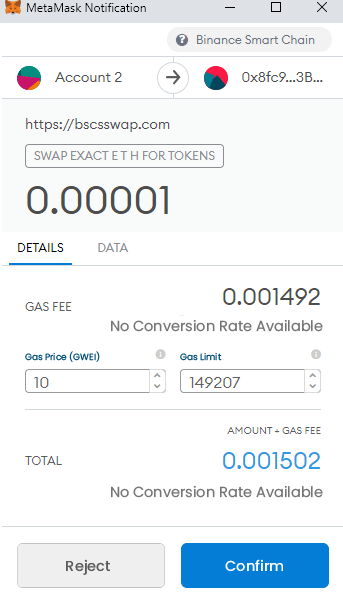 MetaMask Notification
Binance Smart Chain
Account 2 0x8fc9...3B...
https://bscsswap.com
SWAP EXACT E T H FOR TOKENS
0.00001
DETAILS DATA
GAS FEE 0.001492
No Conversion Rate Available
Gas Price (GWEI) Gas Limit
10 149207
AMOUNT + GAS FEE
TOTAL 0.001502
No Conversion Rate Available
Reject Confirm